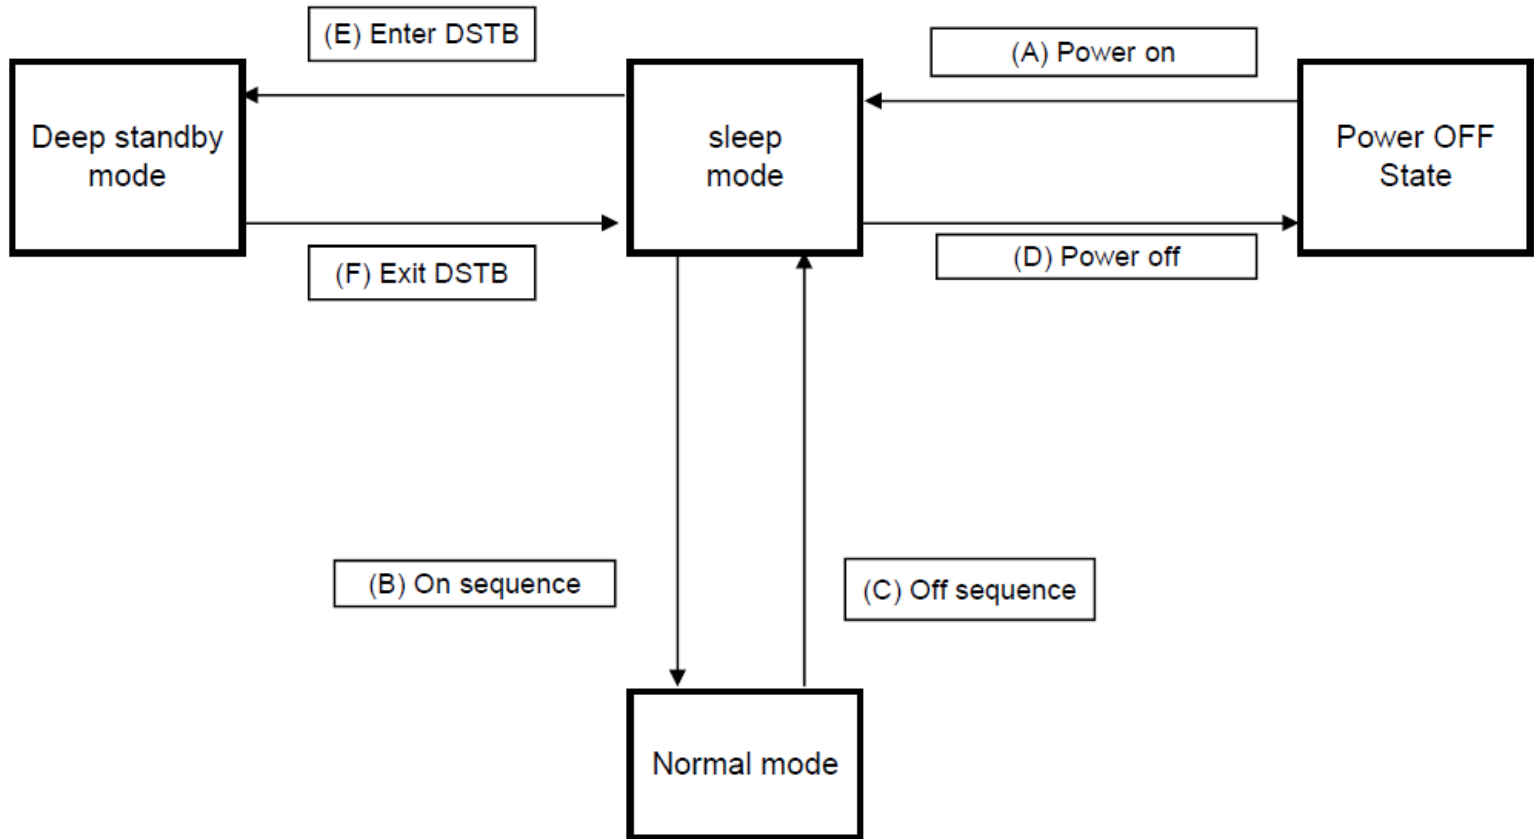 (E) Enter DSTB
(A) Power on
Deep standby
mode
sleep
mode
Power OFF
State
(F) Exit DSTB
(D) Power off
(B) On sequence
(C) Off sequence
Normal mode